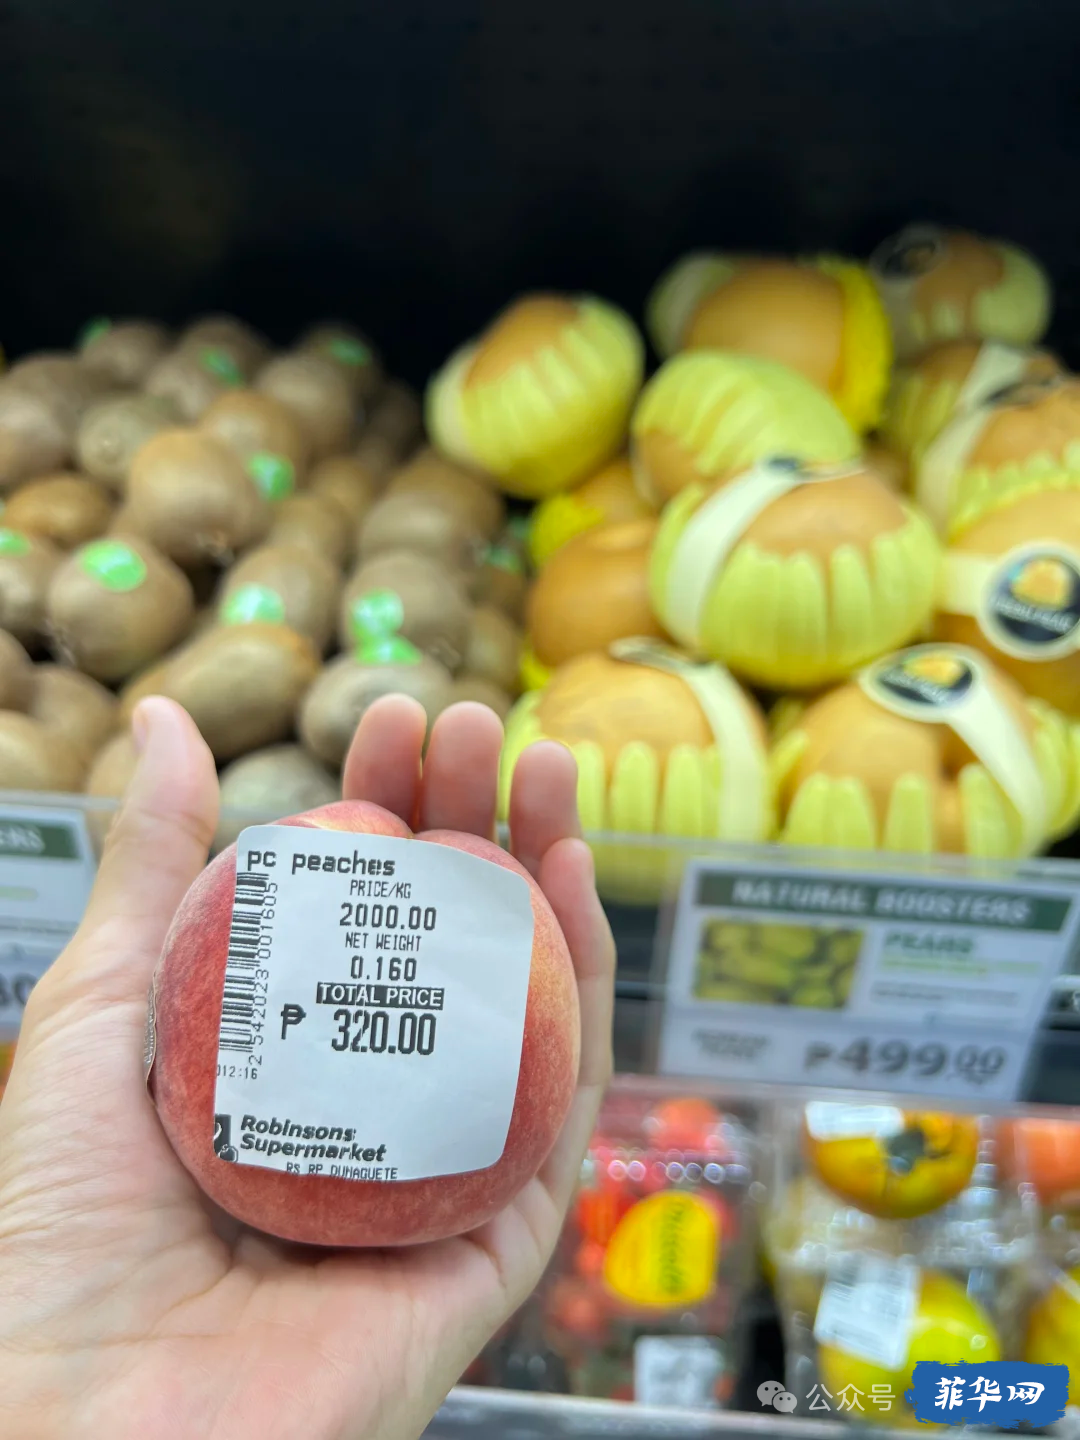 pc peaches
PRICE/KG
2000.00
NET WEIGHT
0.160
TOTAL PRICE
₱ 320.00
2 542023 001605
012:16
Robinsons
Supermarket
RS RP DUMAGUETE
NATURAL BOOSTERS
PEARS
₱499.00
公众号
菲华网